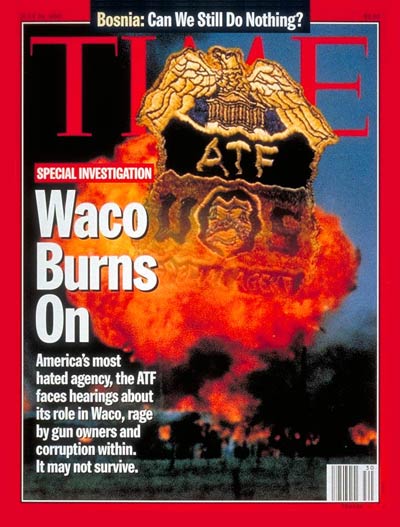 Bosnia: Can We Still Do Nothing?
TIME
ATF
SPECIAL INVESTIGATION
U S
Waco
Burns
On
America's most
hated agency, the ATF
faces hearings about
its role in Waco, rage
by gun owners and
corruption within.
It may not survive.
30